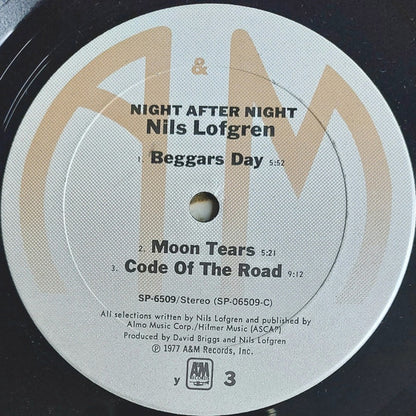 &
NIGHT AFTER NIGHT
Nils Lofgren
1. Beggars Day 5:52
2. Moon Tears 5:21
3. Code Of The Road 9:12
SP-6509/Stereo (SP-06509-C)
All selections written by Nils Lofgren and published by
Almo Music Corp./Hilmer Music (ASCAP)
Produced by David Briggs and Nils Lofgren
℗ 1977 A&M Records, Inc.
A&M
RECORDS
y 3